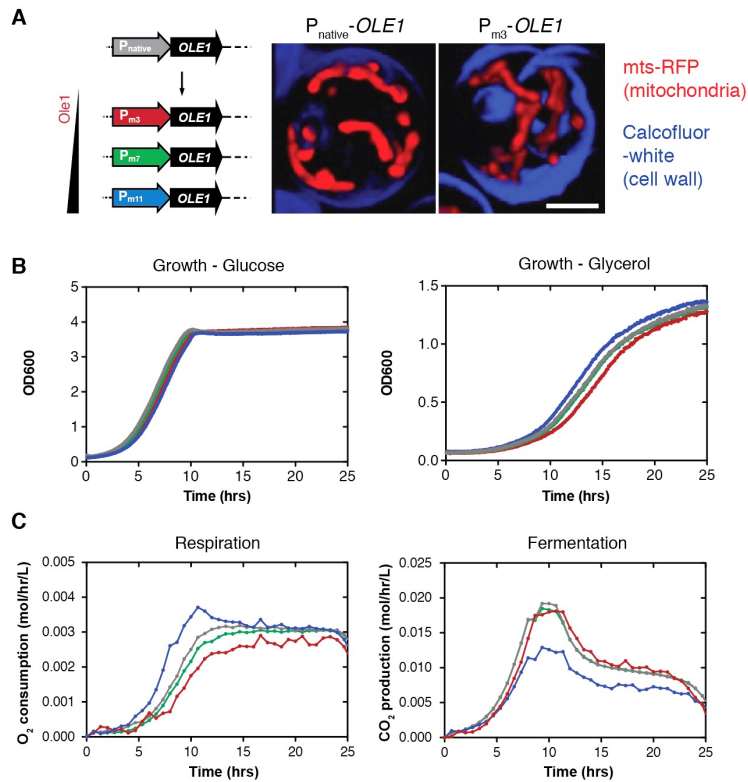 A
P native OLE1
Ole1
P m3 OLE1
P m7 OLE1
P m11 OLE1
P native-OLE1
P m3-OLE1
mts-RFP
(mitochondria)
Calcofluor
-white
(cell wall)
B
Growth - Glucose
OD600
5
4
3
2
1
0
0 5 10 15 20 25
Time (hrs)
Growth - Glycerol
OD600
1.5
1.0
0.5
0.0
0 5 10 15 20 25
Time (hrs)
C
Respiration
O2 consumption (mol/hr/L)
0.005
0.004
0.003
0.002
0.001
0.000
0 5 10 15 20 25
Time (hrs)
Fermentation
CO2 production (mol/hr/L)
0.025
0.020
0.015
0.010
0.005
0.000
0 5 10 15 20 25
Time (hrs)